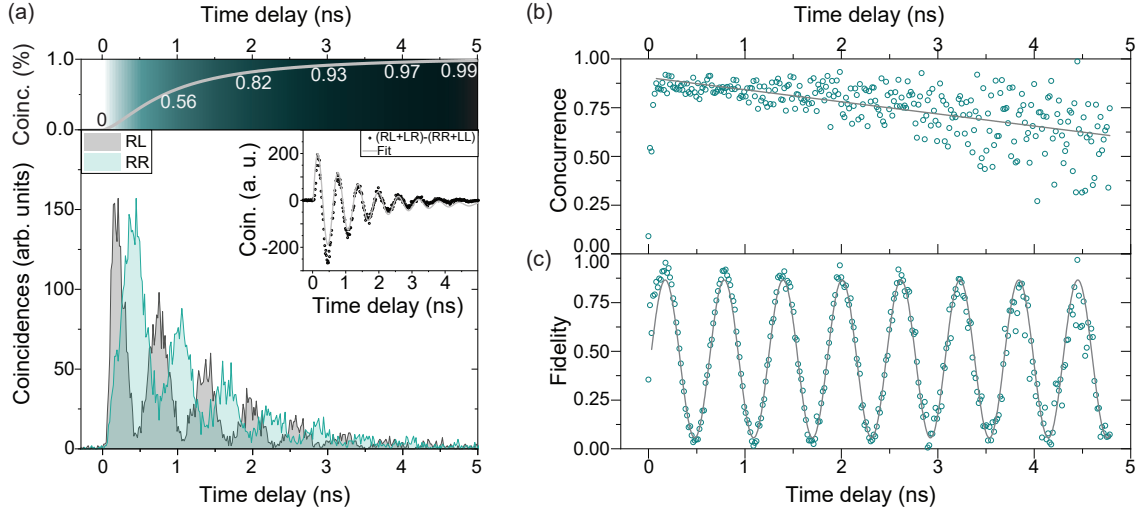 (a)
Time delay (ns)
0 1 2 3 4 5
Coinc. (%)
1.0
0.0
0 0.56 0.82 0.93 0.97 0.99
RL
RR
Coincidences (arb. units)
150
100
50
0
Coin. (a. u.)
200
0
-200
(RL+LR)-(RR+LL)
Fit
0 1 2 3 4
Time delay (ns)
0 1 2 3 4 5
Time delay (ns)
(b)
Time delay (ns)
0 1 2 3 4 5
Concurrence
1.00
0.75
0.50
0.25
0.00
(c)
Fidelity
1.00
0.75
0.50
0.25
0.00
0 1 2 3 4 5
Time delay (ns)